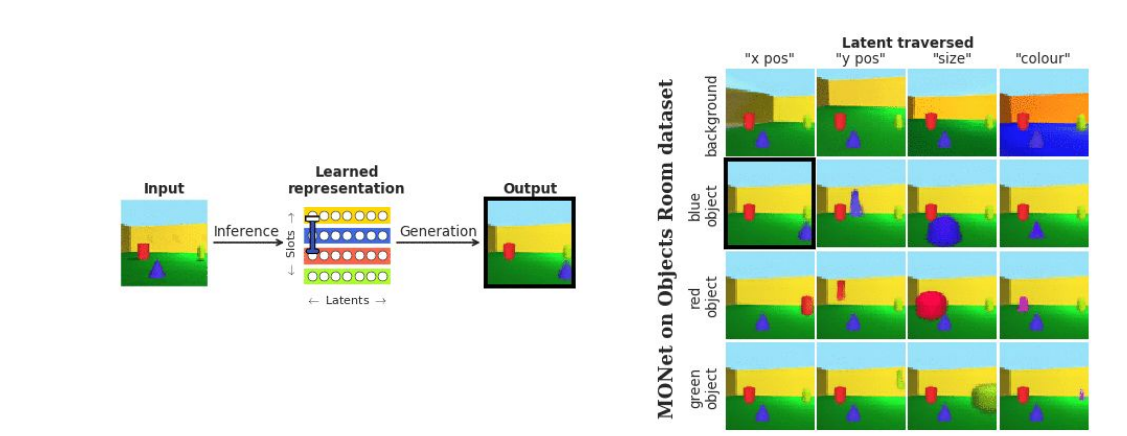 Input
Inference
Learned
representation
← Slots →
← Latents →
Generation
Output
MONet on Objects Room dataset
Latent traversed
"x pos" "y pos" "size" "colour"
background
blue
object
red
object
green
object